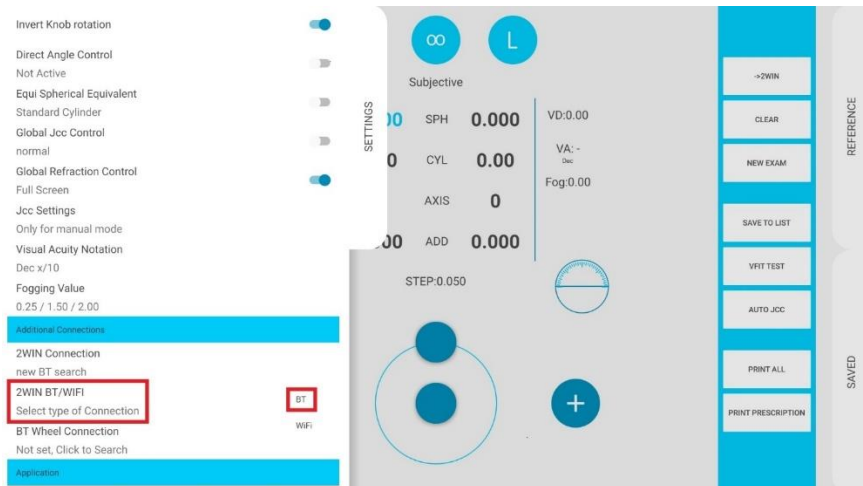 Invert Knob rotation
Direct Angle Control
Not Active
Equi Spherical Equivalent
Standard Cylinder
Global Jcc Control
normal
Global Refraction Control
Full Screen
Jcc Settings
Only for manual mode
Visual Acuity Notation
Dec x/10
Fogging Value
0.25 / 1.50 / 2.00
Additional Connections
2WIN Connection
new BT search
2WIN BT/WIFI
Select type of Connection
BT
WiFi
BT Wheel Connection
Not set, Click to Search
Application
SETTINGS
∞ L
Subjective
00 SPH 0.000
0 CYL 0.00
AXIS 0
00 ADD 0.000
VD:0.00
VA: -
Dec
Fog:0.00
STEP:0.050
+
->2WIN
CLEAR
NEW EXAM
SAVE TO LIST
VFIT TEST
AUTO JCC
PRINT ALL
PRINT PRESCRIPTION
REFERENCE
SAVED